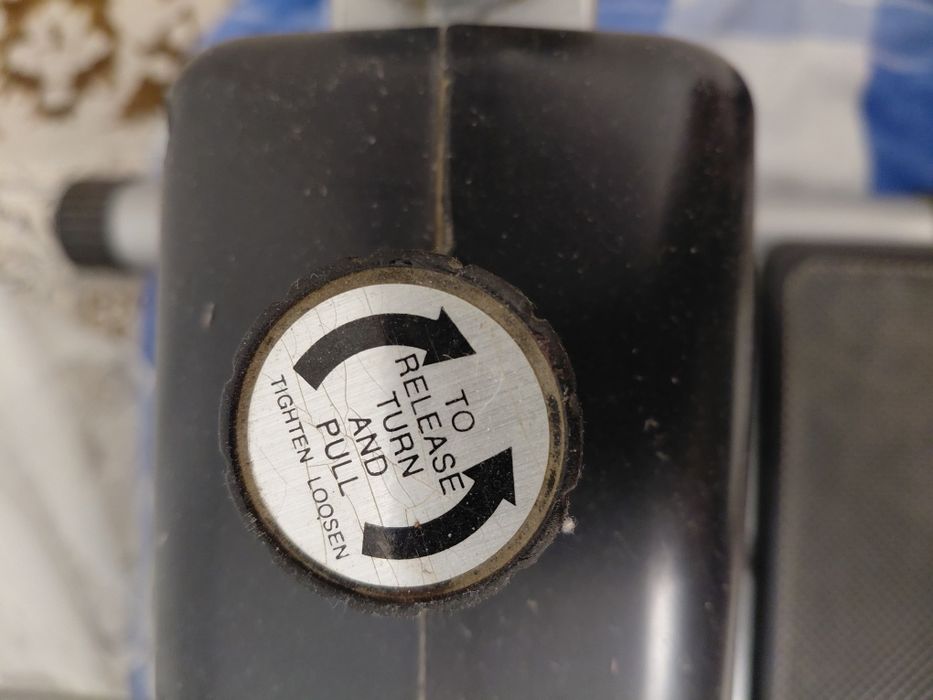 TO
RELEASE
TURN
AND
PULL
TIGHTEN LOOSEN